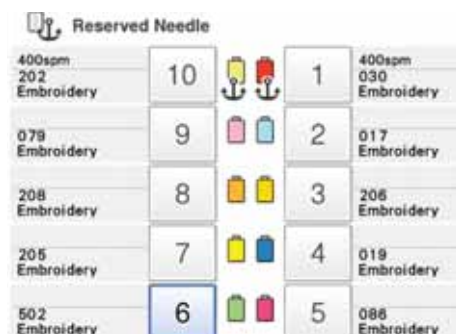 Reserved Needle
400spm
202
Embroidery
10
1
400spm
030
Embroidery
079
Embroidery
9
2
017
Embroidery
208
Embroidery
8
3
206
Embroidery
205
Embroidery
7
4
019
Embroidery
502
Embroidery
6
5
086
Embroidery